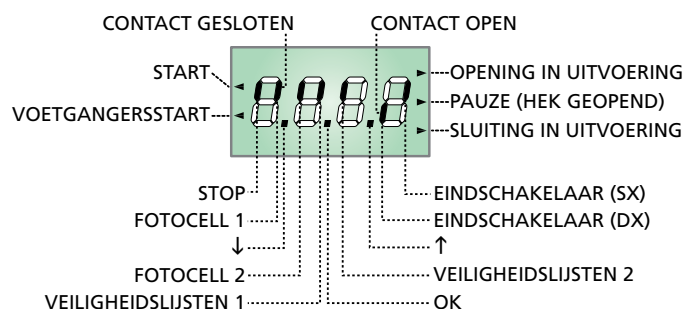 CONTACT GESLOTEN CONTACT OPEN
START OPENING IN UITVOERING
VOETGANGERSSTART PAUZE (HEK GEOPEND)
SLUITING IN UITVOERING
STOP EINDSCHAKELAAR (SX)
FOTOCELL 1 EINDSCHAKELAAR (DX)
↓ ↑
FOTOCELL 2 VEILIGHEIDSLIJSTEN 2
VEILIGHEIDSLIJSTEN 1 OK